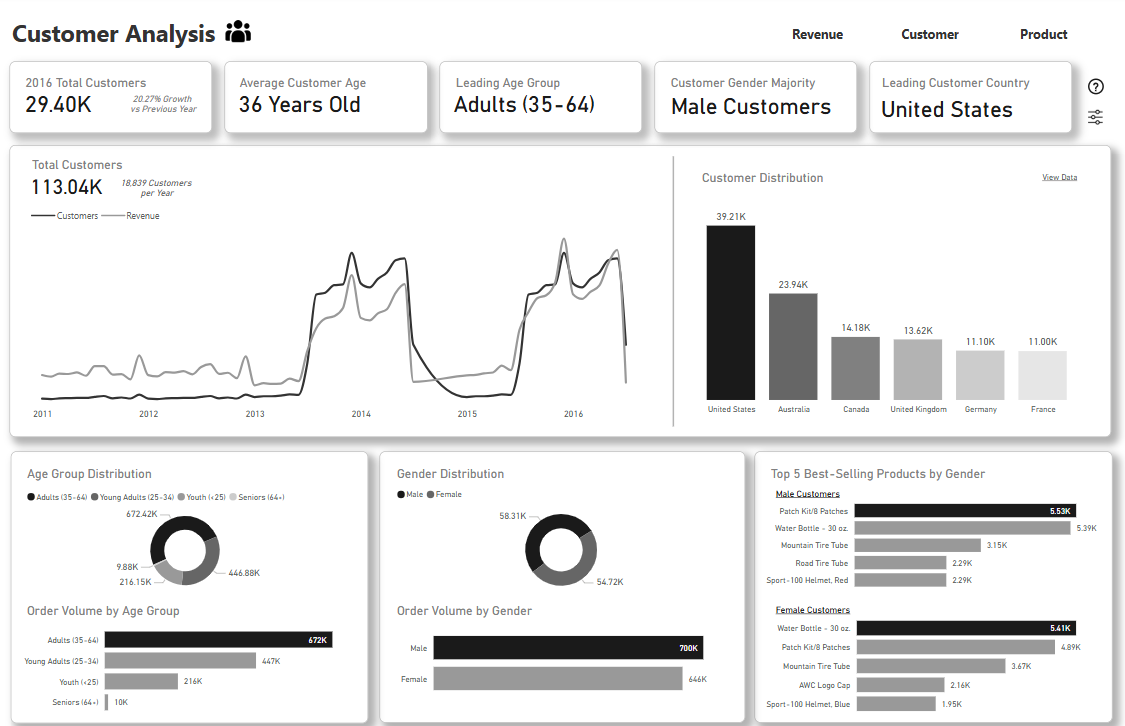 Customer Analysis
Revenue
Customer
Product
2016 Total Customers
29.40K
20.27% Growth
vs Previous Year
Average Customer Age
36 Years Old
Leading Age Group
Adults (35-64)
Customer Gender Majority
Male Customers
Leading Customer Country
United States
?
Total Customers
113.04K
18,839 Customers
per Year
Customers
Revenue
2011
2012
2013
2014
2015
2016
Customer Distribution
View Data
39.21K
23.94K
14.18K
13.62K
11.10K
11.00K
United States
Australia
Canada
United Kingdom
Germany
France
Age Group Distribution
Adults (35-64)
Young Adults (25-34)
Youth (<25)
Seniors (64+)
672.42K
9.88K
216.15K
446.88K
Order Volume by Age Group
Adults (35-64)
672K
Young Adults (25-34)
447K
Youth (<25)
216K
Seniors (64+)
10K
Gender Distribution
Male
Female
58.31K
54.72K
Order Volume by Gender
Male
700K
Female
646K
Top 5 Best-Selling Products by Gender
Male Customers
Patch Kit/8 Patches
5.53K
Water Bottle - 30 oz.
5.39K
Mountain Tire Tube
3.15K
Road Tire Tube
2.29K
Sport-100 Helmet, Red
2.29K
Female Customers
Water Bottle - 30 oz.
5.41K
Patch Kit/8 Patches
4.89K
Mountain Tire Tube
3.67K
AWC Logo Cap
2.16K
Sport-100 Helmet, Blue
1.95K